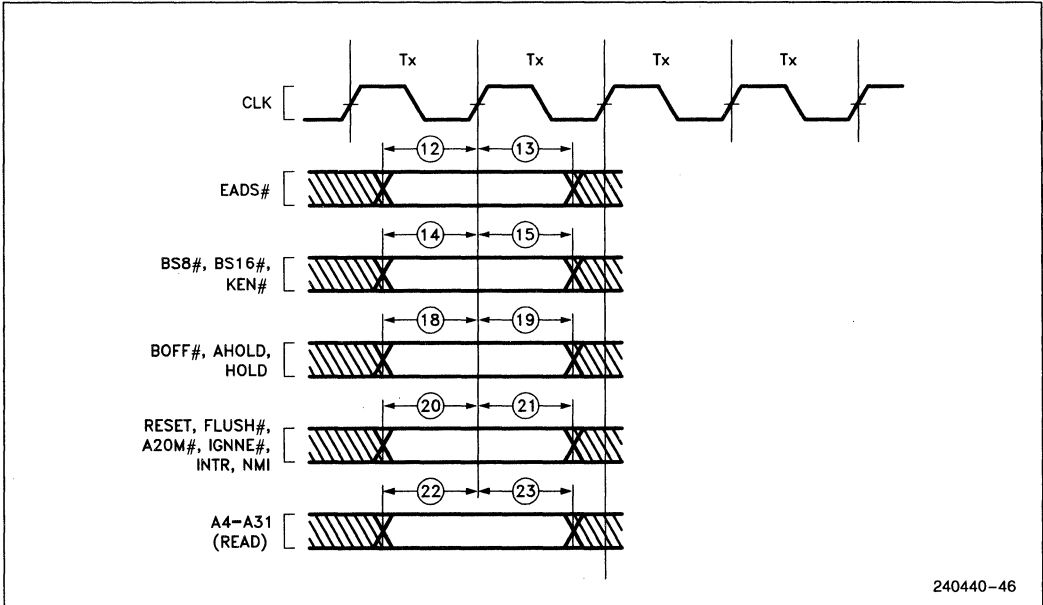 Tx Tx Tx Tx
CLK
12 13
EADS#
14 15
BS8#, BS16#,
KEN#
18 19
BOFF#, AHOLD,
HOLD
20 21
RESET, FLUSH#,
A20M#, IGNNE#,
INTR, NMI
22 23
A4-A31
(READ)
240440-46